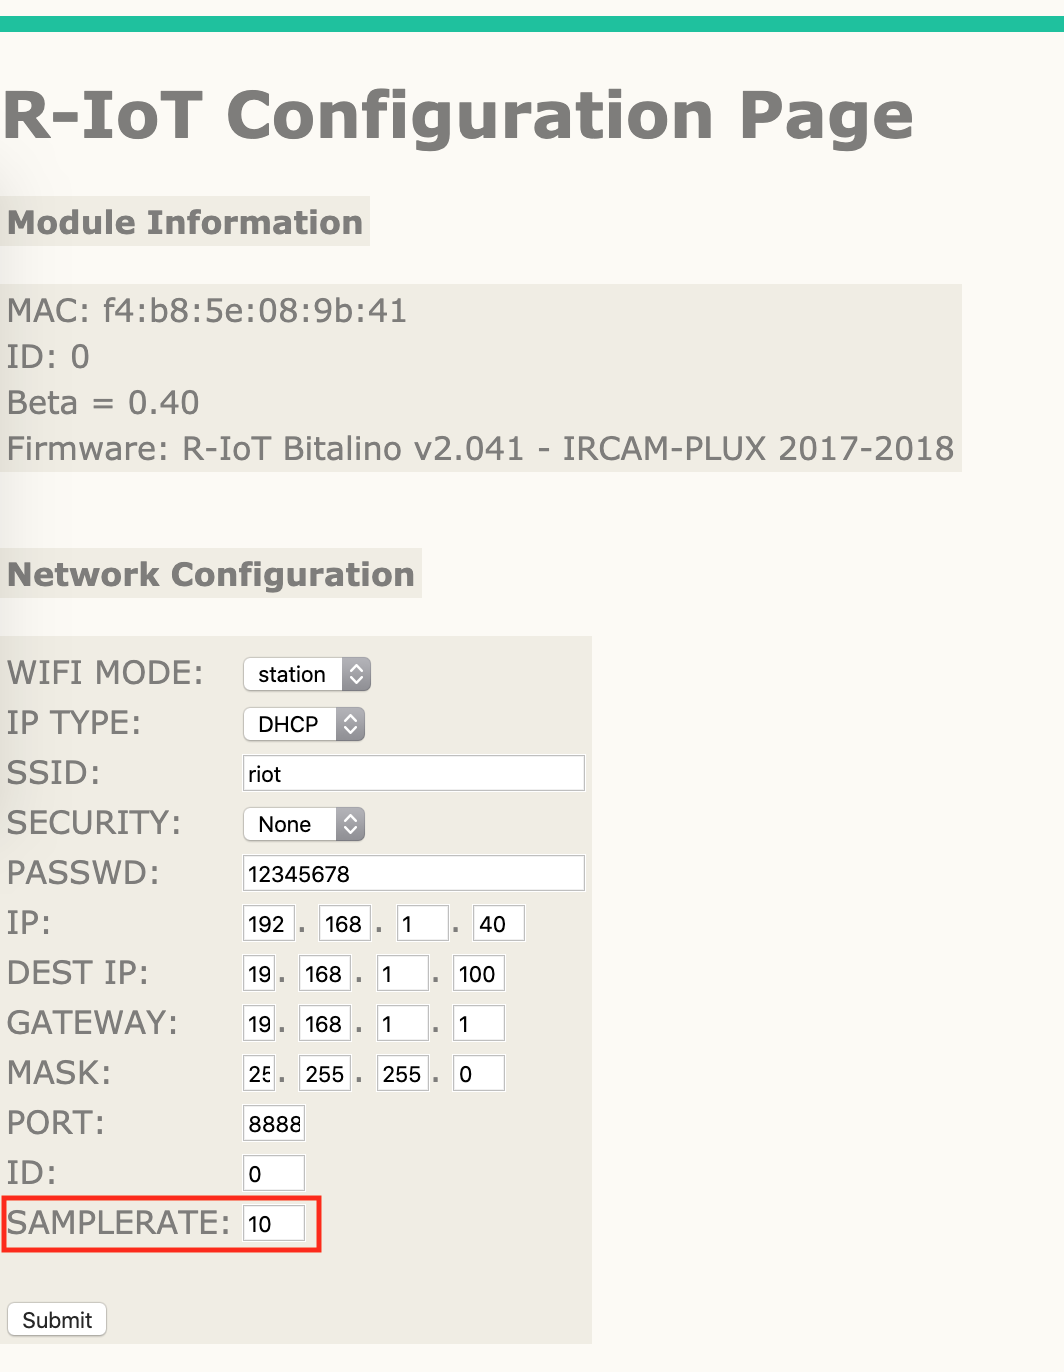 R-IoT Configuration Page
Module Information
MAC: f4:b8:5e:08:9b:41
ID: 0
Beta = 0.40
Firmware: R-IoT Bitalino v2.041 - IRCAM-PLUX 2017-2018
Network Configuration
WIFI MODE: station
IP TYPE: DHCP
SSID: riot
SECURITY: None
PASSWD: 12345678
IP: 192 . 168 . 1 . 40
DEST IP: 19 . 168 . 1 . 100
GATEWAY: 19 . 168 . 1 . 1
MASK: 25 . 255 . 255 . 0
PORT: 8888
ID: 0
SAMPLERATE: 10
Submit